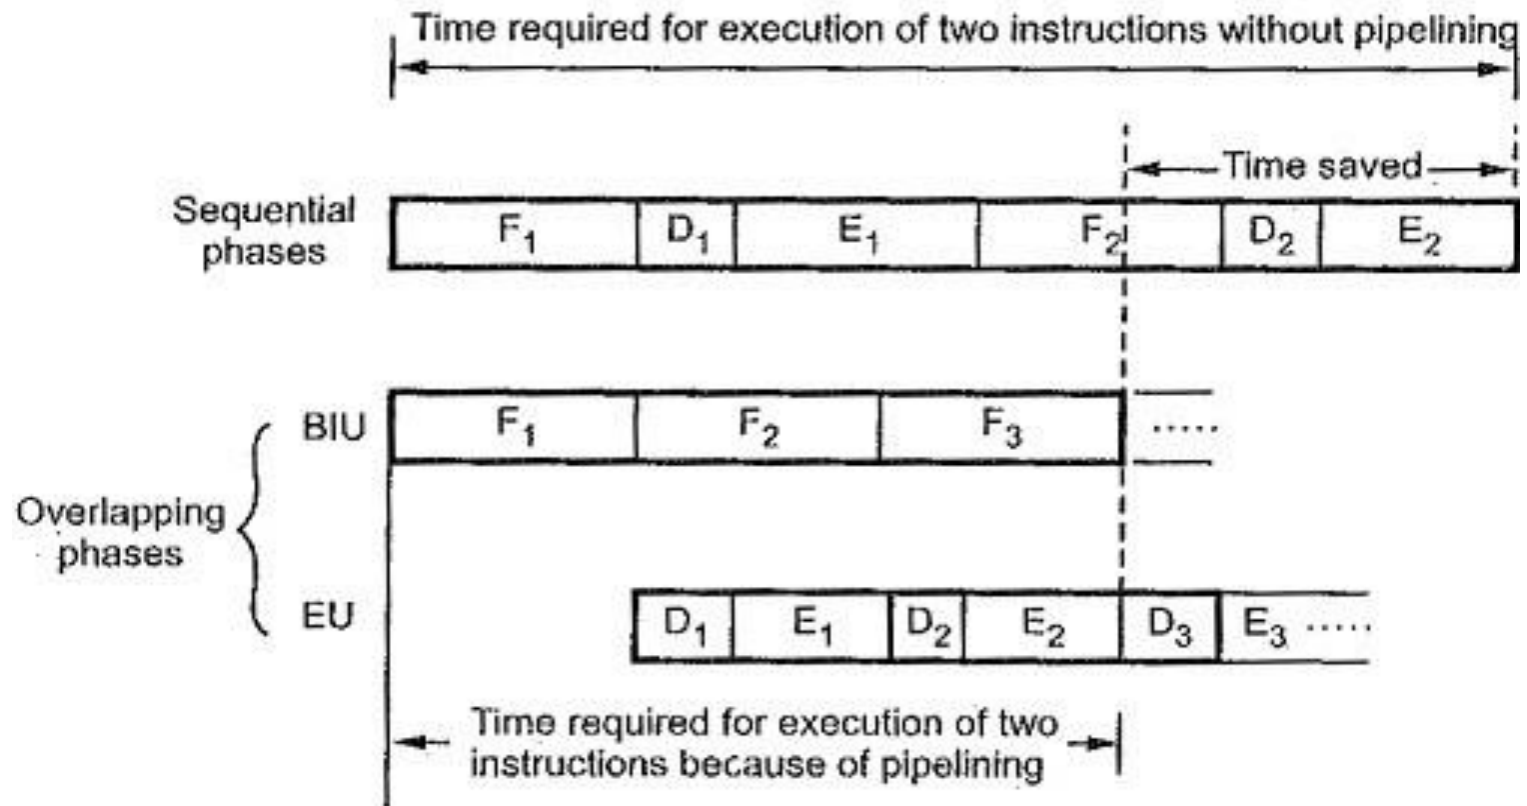 Time required for execution of two instructions without pipelining
Time saved
Sequential
phases
F1 D1 E1 F2 D2 E2
BIU
F1 F2 F3 .....
Overlapping
phases
EU
D1 E1 D2 E2 D3 E3 .....
Time required for execution of two
instructions because of pipelining